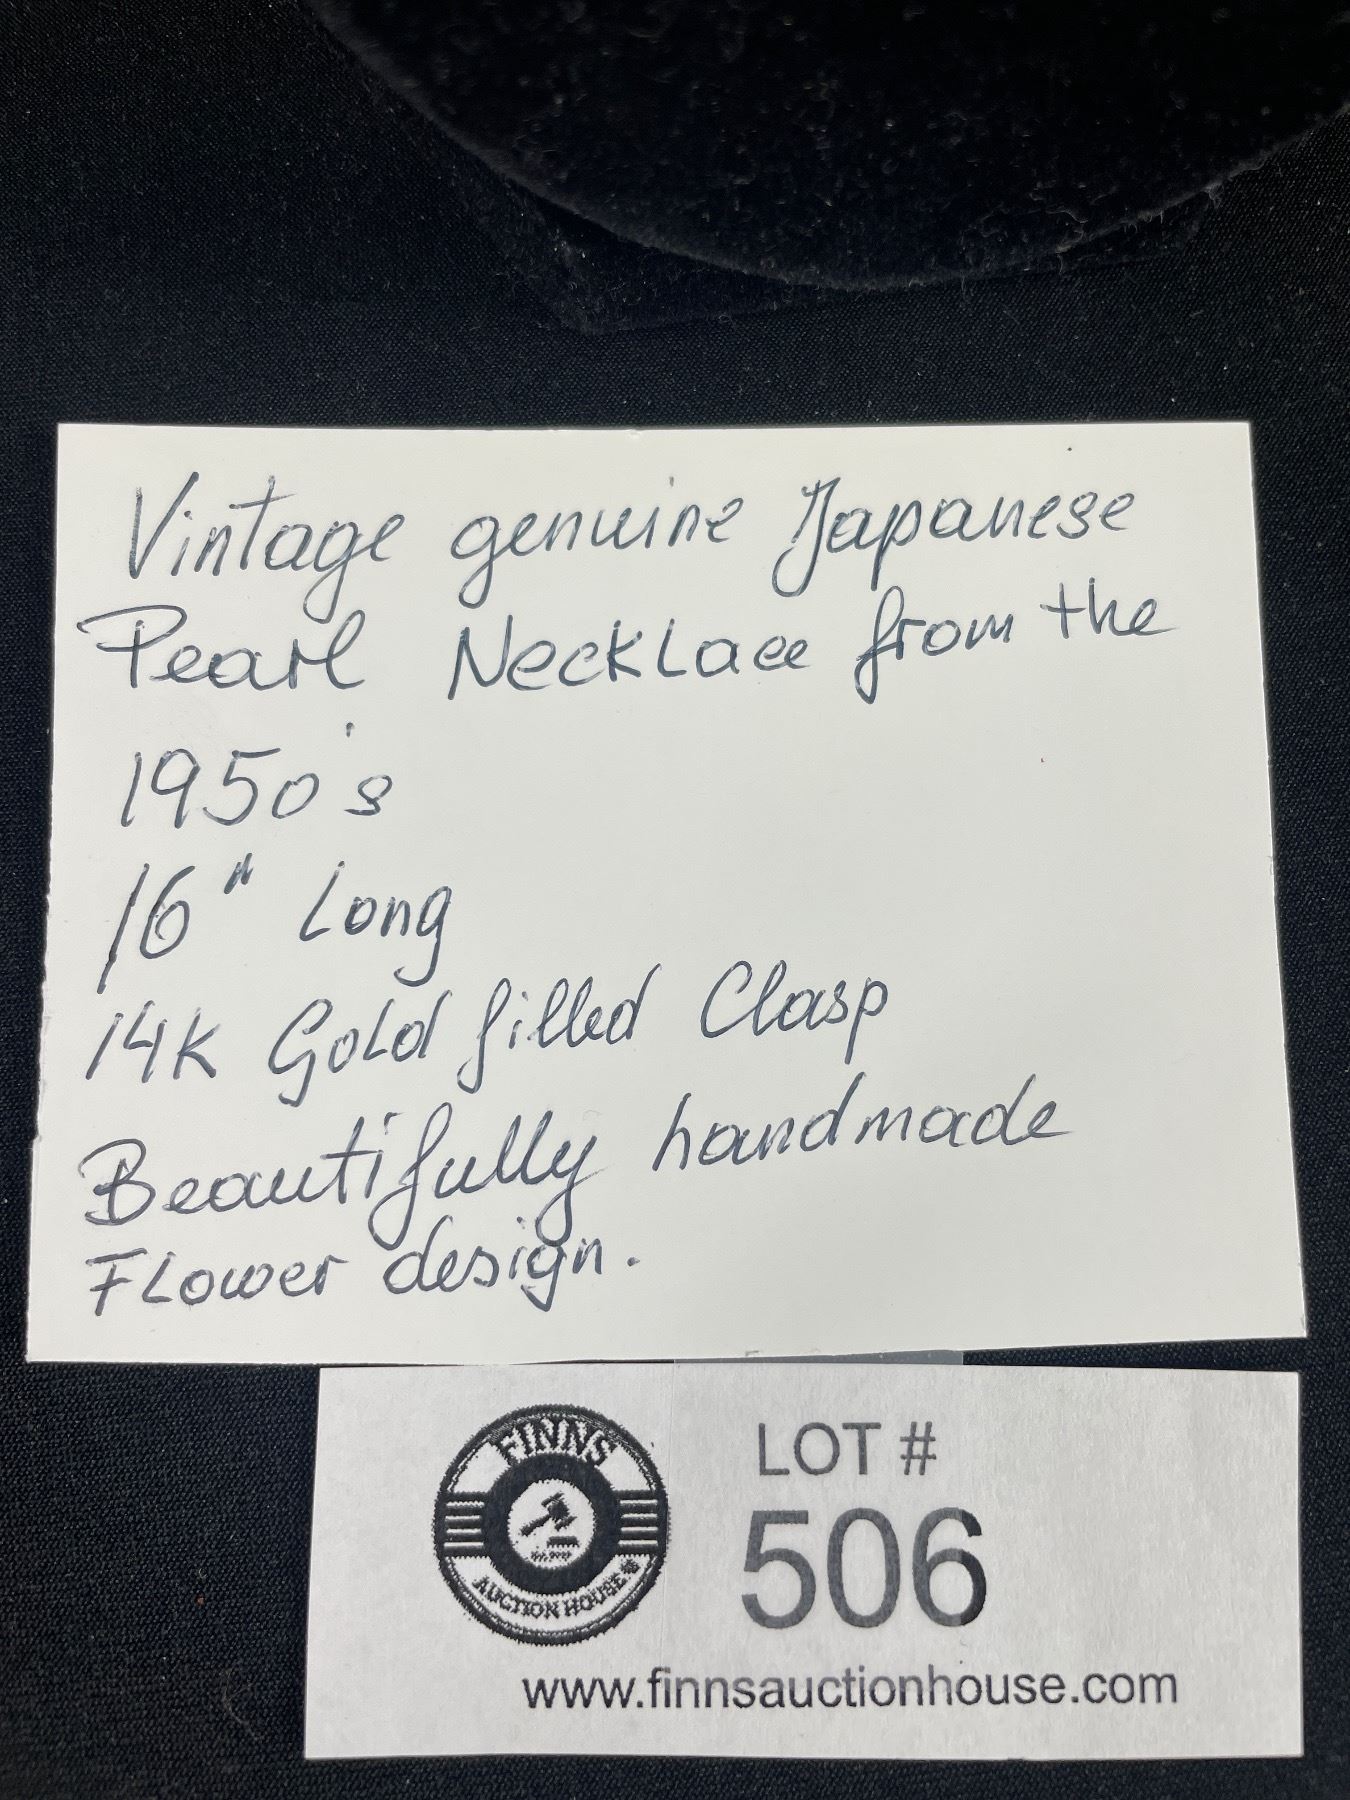 Vintage genuine Japanese
Pearl Necklace from the
1950's
16" Long
14K Gold filled Clasp
Beautifully handmade
Flower design.
FINNS
AUCTION HOUSE
LOT #
506
www.finnsauctionhouse.com